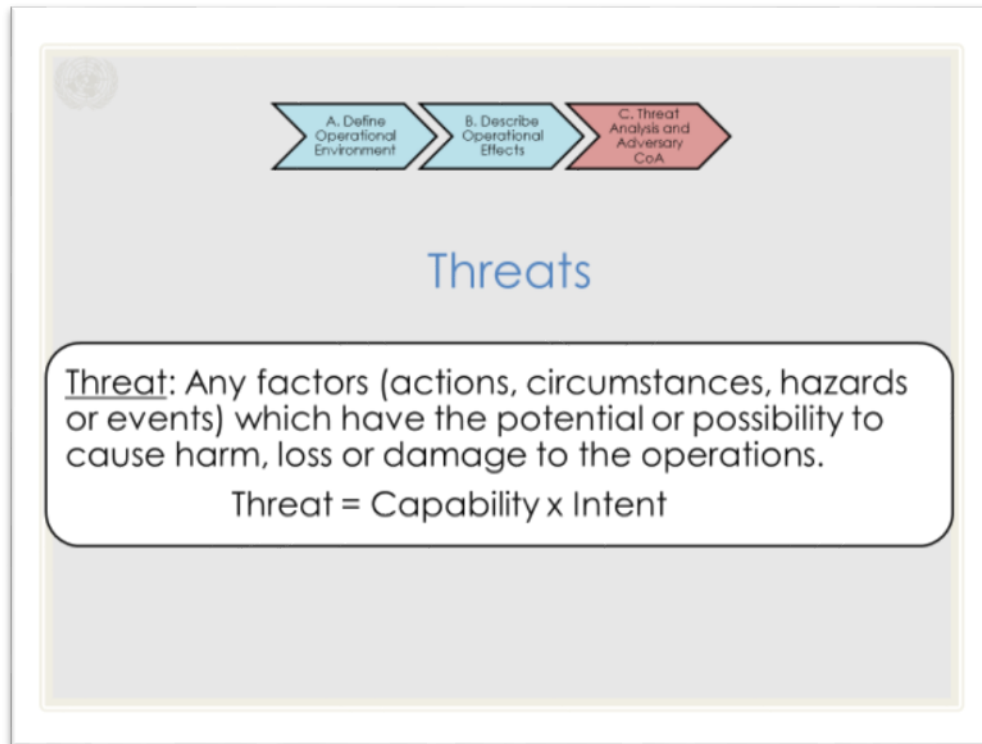 A. Define
Operational
Environment
B. Describe
Operational
Effects
C. Threat
Analysis and
Adversary
CoA
Threats
Threat: Any factors (actions, circumstances, hazards
or events) which have the potential or possibility to
cause harm, loss or damage to the operations.
Threat = Capability x Intent